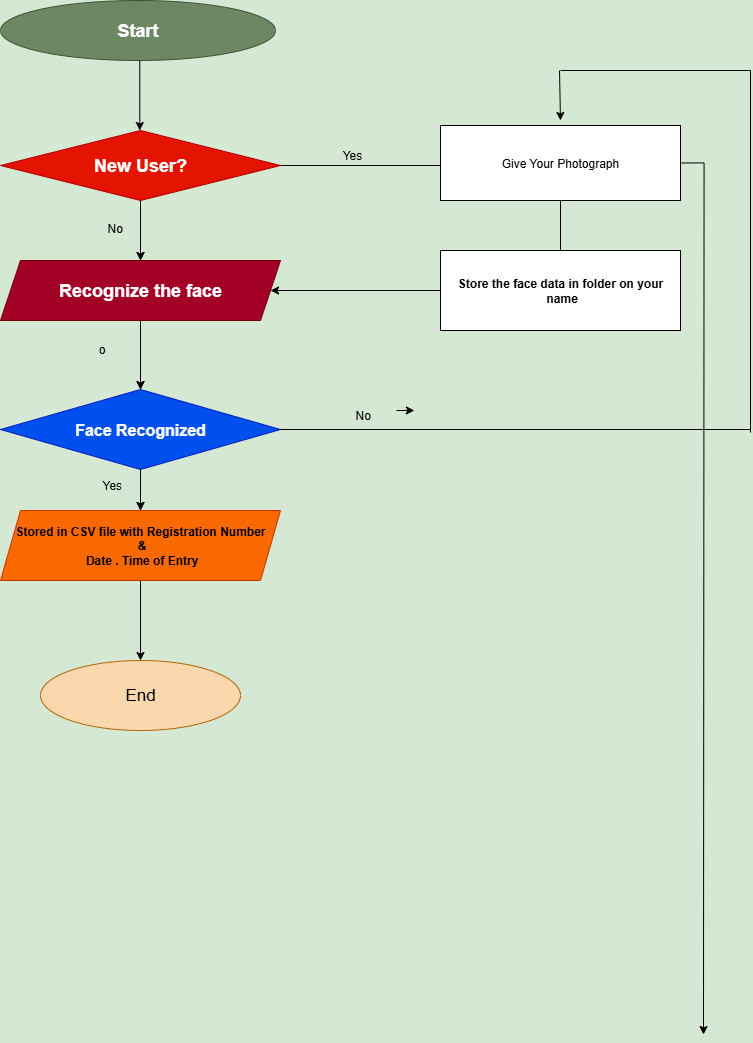 Start
New User?
Yes
Give Your Photograph
No
Recognize the face
Store the face data in folder on your
name
o
No
Face Recognized
Yes
Stored in CSV file with Registration Number
&
Date . Time of Entry
End